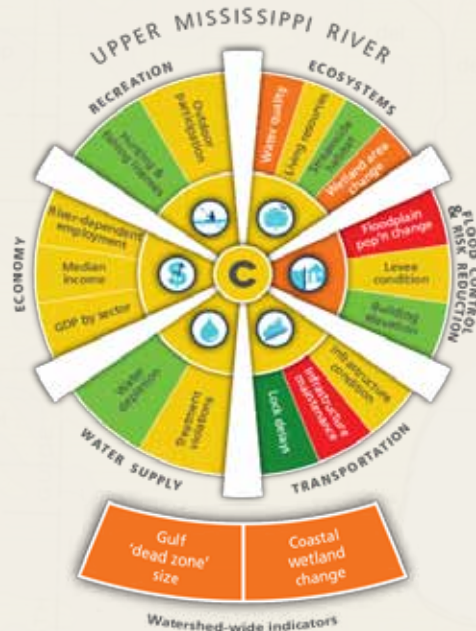 UPPER MISSISSIPPI RIVER
RECREATION
Hunting &
fishing licenses
Outdoor
participation
ECOSYSTEMS
Water quality
Living resources
Streamside
habitat
Wetland area
change
FLOOD CONTROL
& RISK REDUCTION
Floodplain
pop'n change
Levee
condition
Building
elevation
TRANSPORTATION
Infrastructure
condition
Infrastructure
maintenance
Lock delays
WATER SUPPLY
Treatment
violations
Water
depletion
ECONOMY
River-dependent
employment
Median
income
GDP by sector
$
C
Gulf
'dead zone'
size
Coastal
wetland
change
Watershed-wide indicators